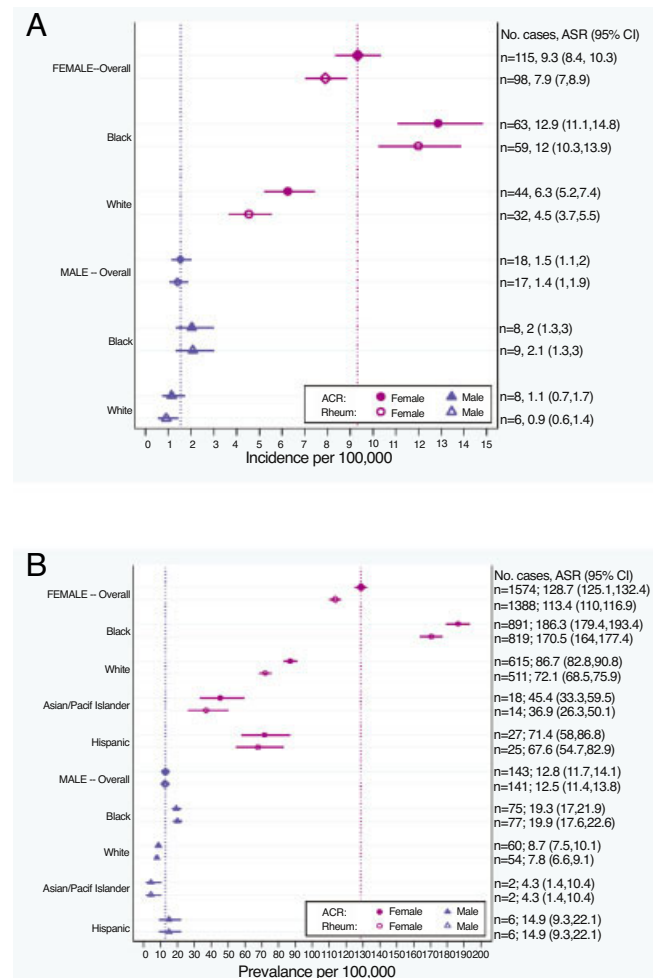 A
No. cases, ASR (95% CI)
FEMALE--Overall
n=115, 9.3 (8.4, 10.3)
n=98, 7.9 (7,8.9)
Black
n=63, 12.9 (11.1,14.8)
n=59, 12 (10.3,13.9)
White
n=44, 6.3 (5.2,7.4)
n=32, 4.5 (3.7,5.5)
MALE -- Overall
n=18, 1.5 (1.1,2)
n=17, 1.4 (1,1.9)
Black
n=8, 2 (1.3,3)
n=9, 2.1 (1.3,3)
White
n=8, 1.1 (0.7,1.7)
n=6, 0.9 (0.6,1.4)
ACR: Female Male
Rheum: Female Male
0 1 2 3 4 5 6 7 8 9 10 11 12 13 14 15
Incidence per 100,000
B
No. cases, ASR (95% CI)
FEMALE -- Overall
n=1574; 128.7 (125.1,132.4)
n=1388; 113.4 (110,116.9)
Black
n=891; 186.3 (179.4,193.4)
n=819; 170.5 (164,177.4)
White
n=615; 86.7 (82.8,90.8)
n=511; 72.1 (68.5,75.9)
Asian/Pacif Islander
n=18; 45.4 (33.3,59.5)
n=14; 36.9 (26.3,50.1)
Hispanic
n=27; 71.4 (58,86.8)
n=25; 67.6 (54.7,82.9)
MALE -- Overall
n=143; 12.8 (11.7,14.1)
n=141; 12.5 (11.4,13.8)
Black
n=75; 19.3 (17,21.9)
n=77; 19.9 (17.6,22.6)
White
n=60; 8.7 (7.5,10.1)
n=54; 7.8 (6.6,9.1)
Asian/Pacif Islander
n=2; 4.3 (1.4,10.4)
n=2; 4.3 (1.4,10.4)
Hispanic
n=6; 14.9 (9.3,22.1)
n=6; 14.9 (9.3,22.1)
ACR: Female Male
Rheum: Female Male
0 10 20 30 40 50 60 70 80 90 100 110 120 130 140 150 160 170 180 190 200
Prevalance per 100,000